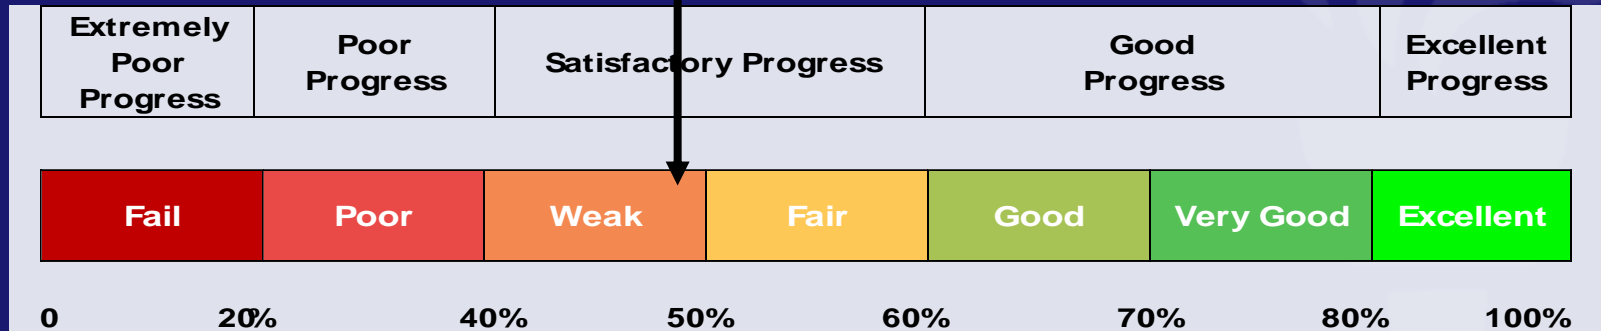 Extremely
Poor
Progress
Poor
Progress
Satisfactory Progress
Good
Progress
Excellent
Progress
Fail Poor Weak Fair Good Very Good Excellent
0 20% 40% 50% 60% 70% 80% 100%